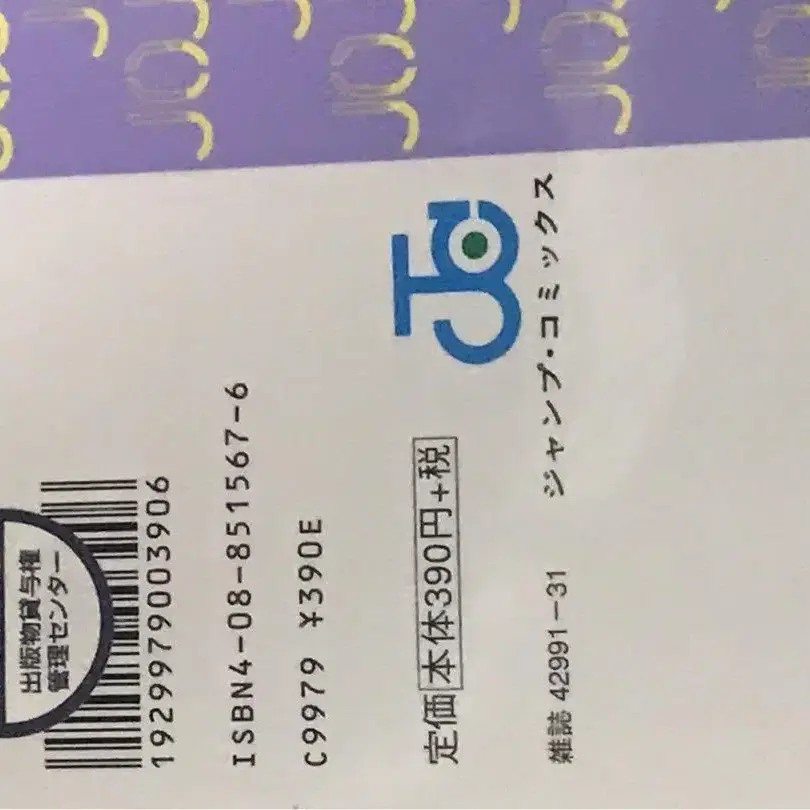 JOJO
JOJO
JOJO
出版物貸与権
管理センター
1929979003906
ISBN4-08-851567-6
C9979 ¥390E
定価 本体390円+税
雑誌 42991-31 ジャンプ・コミックス